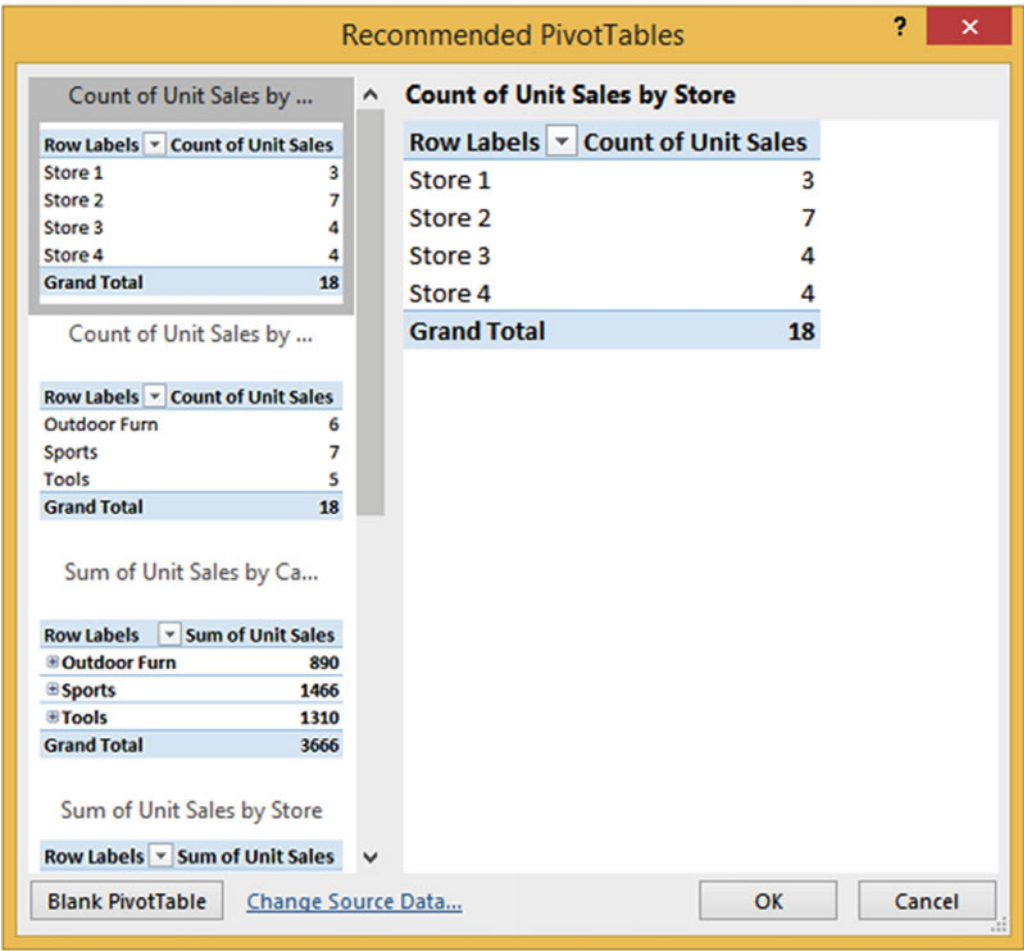 Recommended PivotTables
?
Count of Unit Sales by ...
Row Labels Count of Unit Sales
Store 1 3
Store 2 7
Store 3 4
Store 4 4
Grand Total 18
Count of Unit Sales by ...
Row Labels Count of Unit Sales
Outdoor Furn 6
Sports 7
Tools 5
Grand Total 18
Sum of Unit Sales by Ca...
Row Labels Sum of Unit Sales
Outdoor Furn 890
Sports 1466
Tools 1310
Grand Total 3666
Sum of Unit Sales by Store
Row Labels Sum of Unit Sales
Count of Unit Sales by Store
Row Labels Count of Unit Sales
Store 1 3
Store 2 7
Store 3 4
Store 4 4
Grand Total 18
Blank PivotTable
Change Source Data...
OK
Cancel